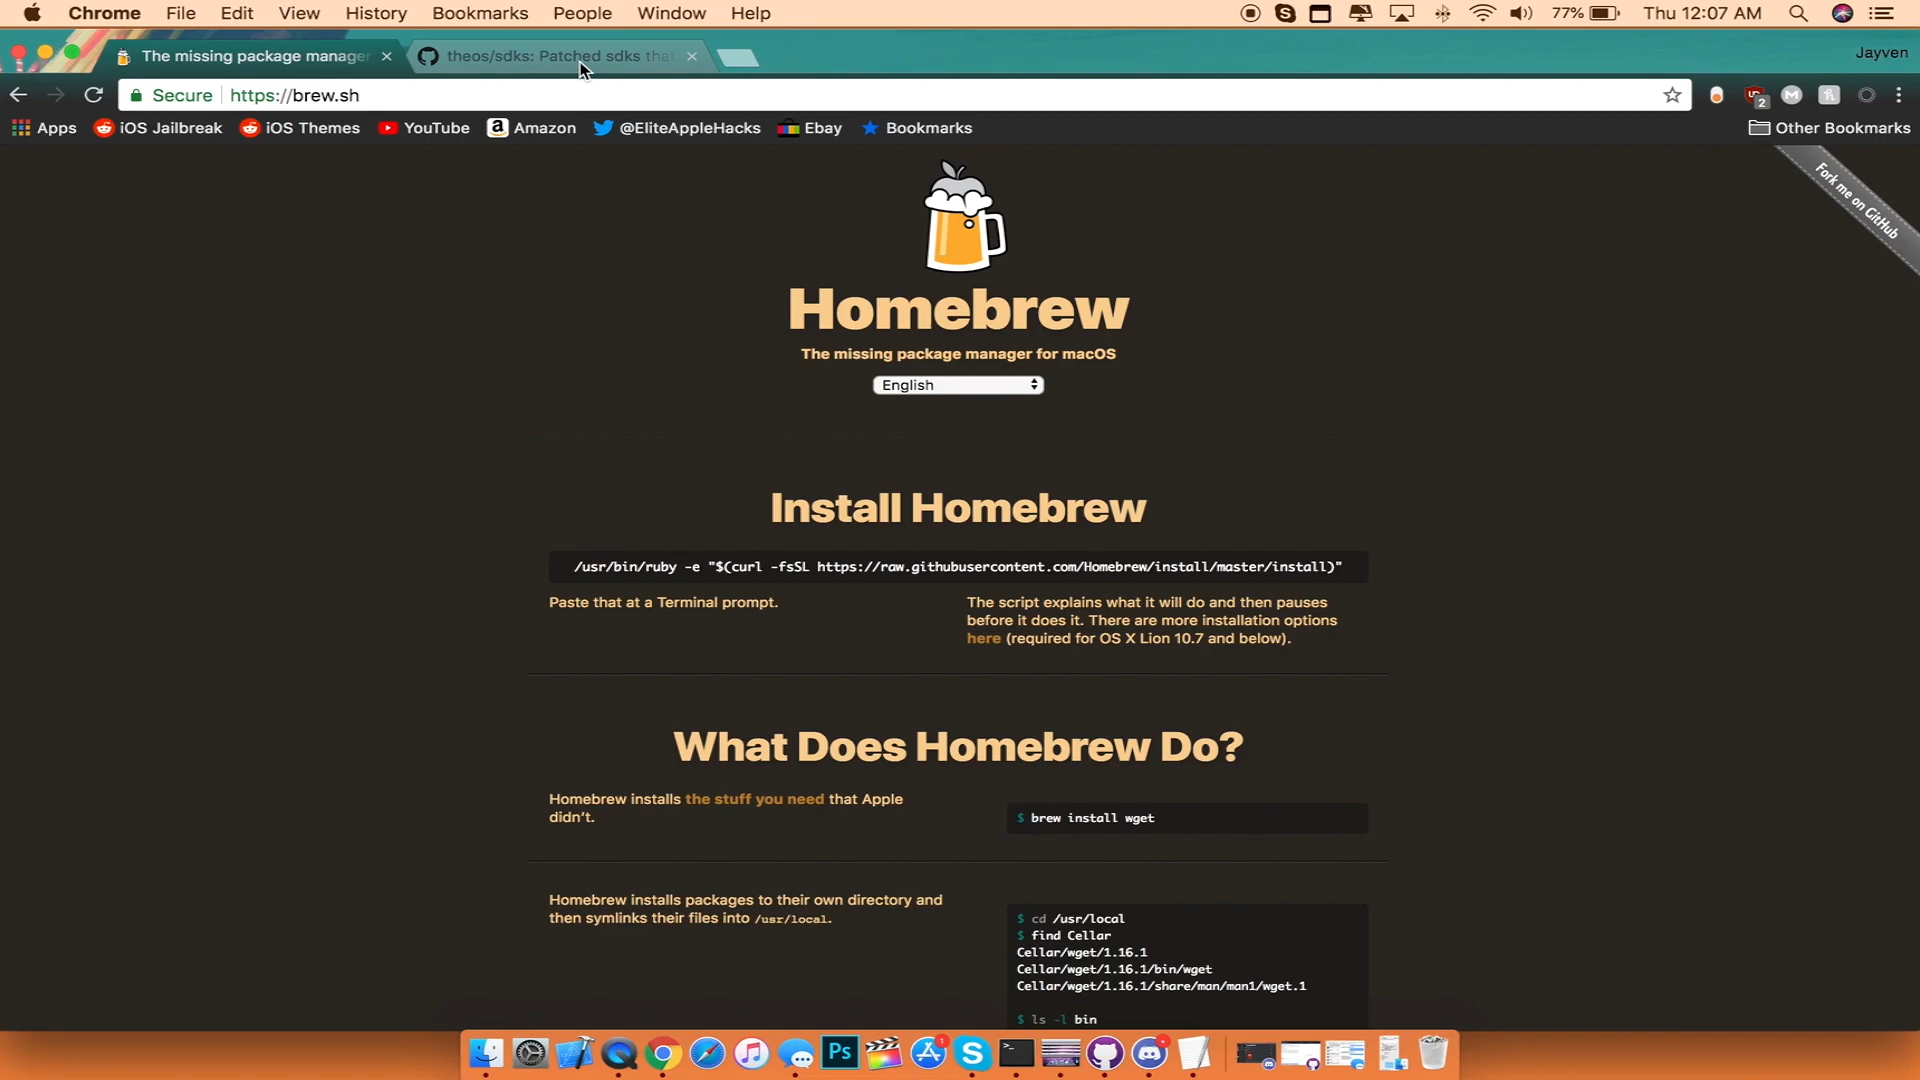 Chrome File Edit View History Bookmarks People Window Help 77% Thu 12:07 AM
The missing package manager theos/sdks: Patched sdks that Jayven
Secure https://brew.sh 2
Apps iOS Jailbreak iOS Themes YouTube Amazon @EliteAppleHacks Ebay Bookmarks Other Bookmarks
Fork me on GitHub
Homebrew
The missing package manager for macOS
English
Install Homebrew
/usr/bin/ruby -e "$(curl -fsSL https://raw.githubusercontent.com/Homebrew/install/master/install)"
Paste that at a Terminal prompt.
The script explains what it will do and then pauses
before it does it. There are more installation options
here (required for OS X Lion 10.7 and below).
What Does Homebrew Do?
Homebrew installs the stuff you need that Apple
didn't.
$ brew install wget
Homebrew installs packages to their own directory and
then symlinks their files into /usr/local.
$ cd /usr/local
$ find Cellar
Cellar/wget/1.16.1
Cellar/wget/1.16.1/bin/wget
Cellar/wget/1.16.1/share/man/man1/wget.1
$ ls -l bin
Ps
1